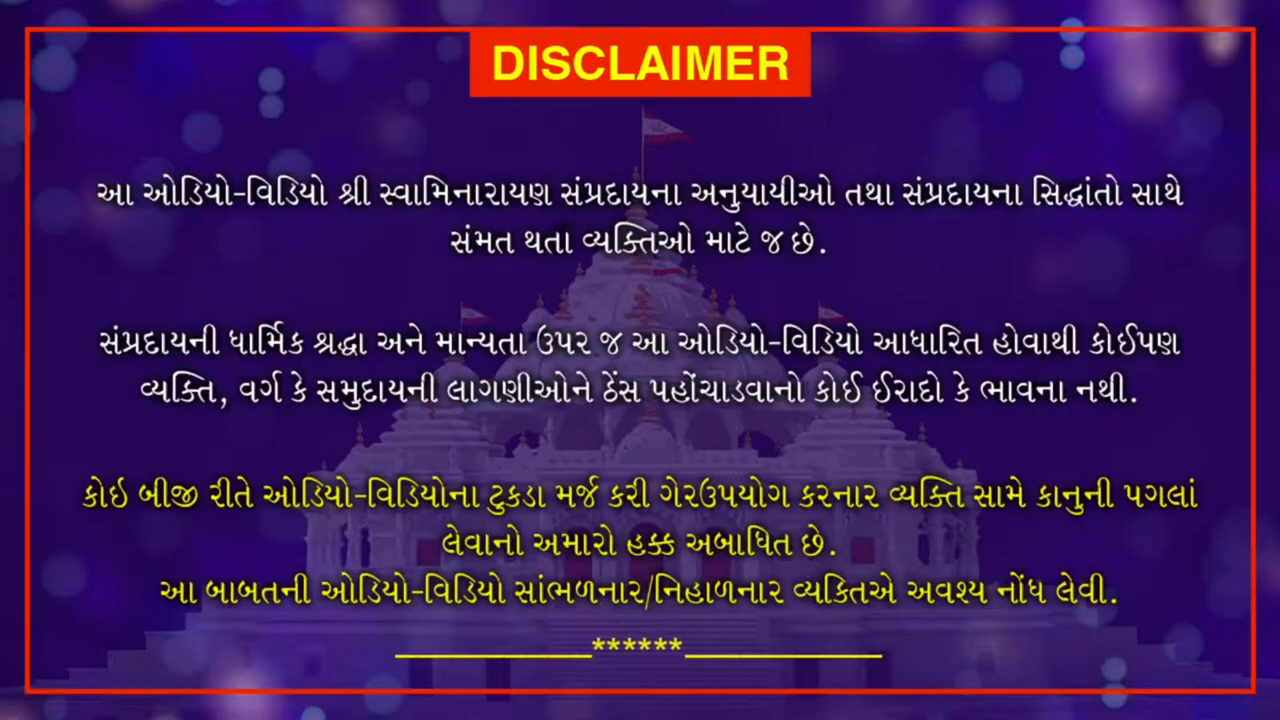 DISCLAIMER
આ ઓડિયો-વિડિયો શ્રી સ્વામિનારાયણ સંપ્રદાયના અનુયાયીઓ તથા સંપ્રદાયના સિદ્ધાંતો સાથે
સંમત થતા વ્યક્તિઓ માટે જ છે.
સંપ્રદાયની ધાર્મિક શ્રદ્ધા અને માન્યતા ઉપર જ આ ઓડિયો-વિડિયો આધારિત હોવાથી કોઈપણ
વ્યક્તિ, વર્ગ કે સમુદાયની લાગણીઓને ઠેંસ પહોંચાડવાનો કોઈ ઈરાદો કે ભાવના નથી.
કોઇ બીજી રીતે ઓડિયો-વિડિયોના ટુકડા મર્જ કરી ગેરઉપયોગ કરનાર વ્યક્તિ સામે કાનુની પગલાં
લેવાનો અમારો હક્ક અબાધિત છે.
આ બાબતની ઓડિયો-વિડિયો સાંભળનાર/નિહાળનાર વ્યકિતએ અવશ્ય નોંધ લેવી.
______________******______________